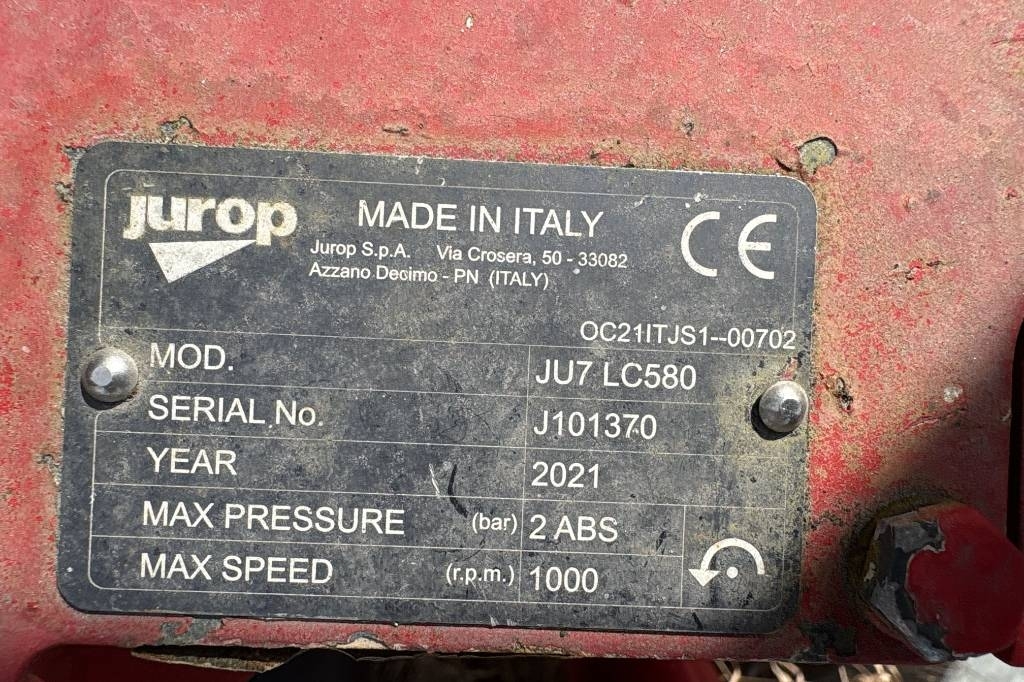 jurop
MADE IN ITALY
Jurop S.p.A. Via Crosera, 50 - 33082
Azzano Decimo - PN (ITALY)
CE
OC21ITJS1--00702
MOD. JU7 LC580
SERIAL No. J101370
YEAR 2021
MAX PRESSURE (bar) 2 ABS
MAX SPEED (r.p.m.) 1000